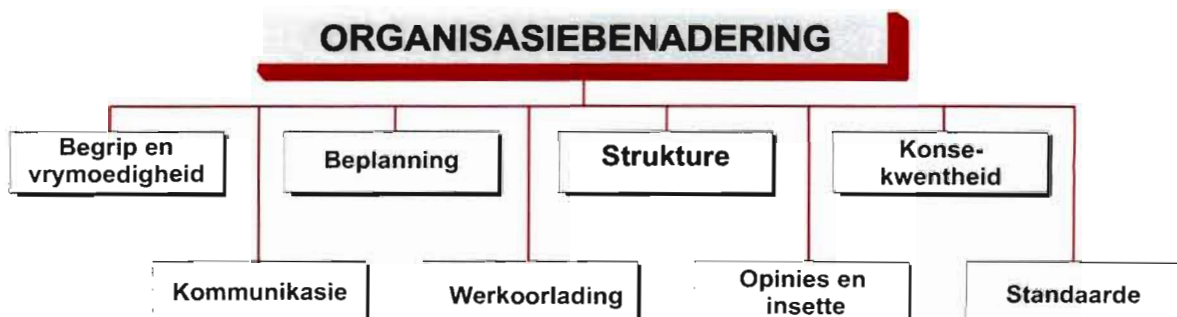 ORGANISASIEBENADERING
Begrip en
vrymoedigheid
Beplanning
Strukture
Konse-
kwentheid
Kommunikasie
Werkoorlading
Opinies en
insette
Standaarde